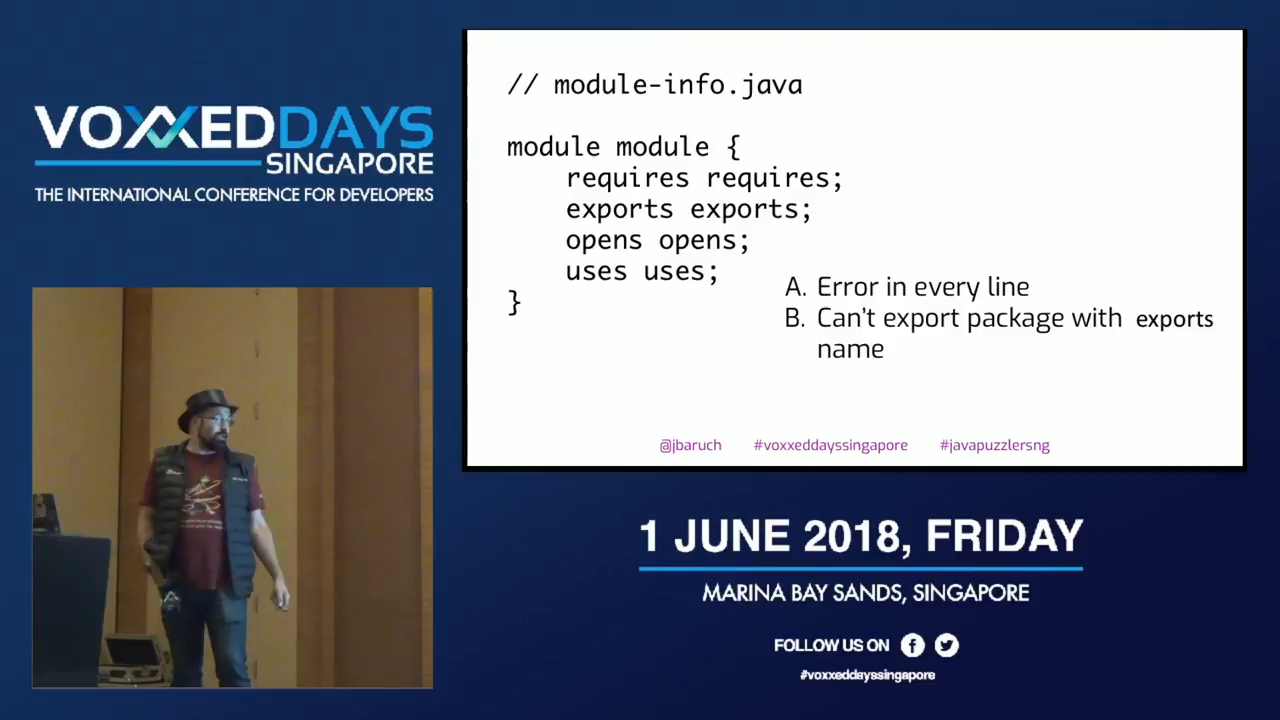 VOXXEDDAYS
SINGAPORE
THE INTERNATIONAL CONFERENCE FOR DEVELOPERS
// module-info.java
module module {
requires requires;
exports exports;
opens opens;
uses uses;
}
A. Error in every line
B. Can't export package with exports
name
@jbaruch #voxxeddayssingapore #javapuzzlersng
1 JUNE 2018, FRIDAY
MARINA BAY SANDS, SINGAPORE
FOLLOW US ON
#voxxeddayssingapore